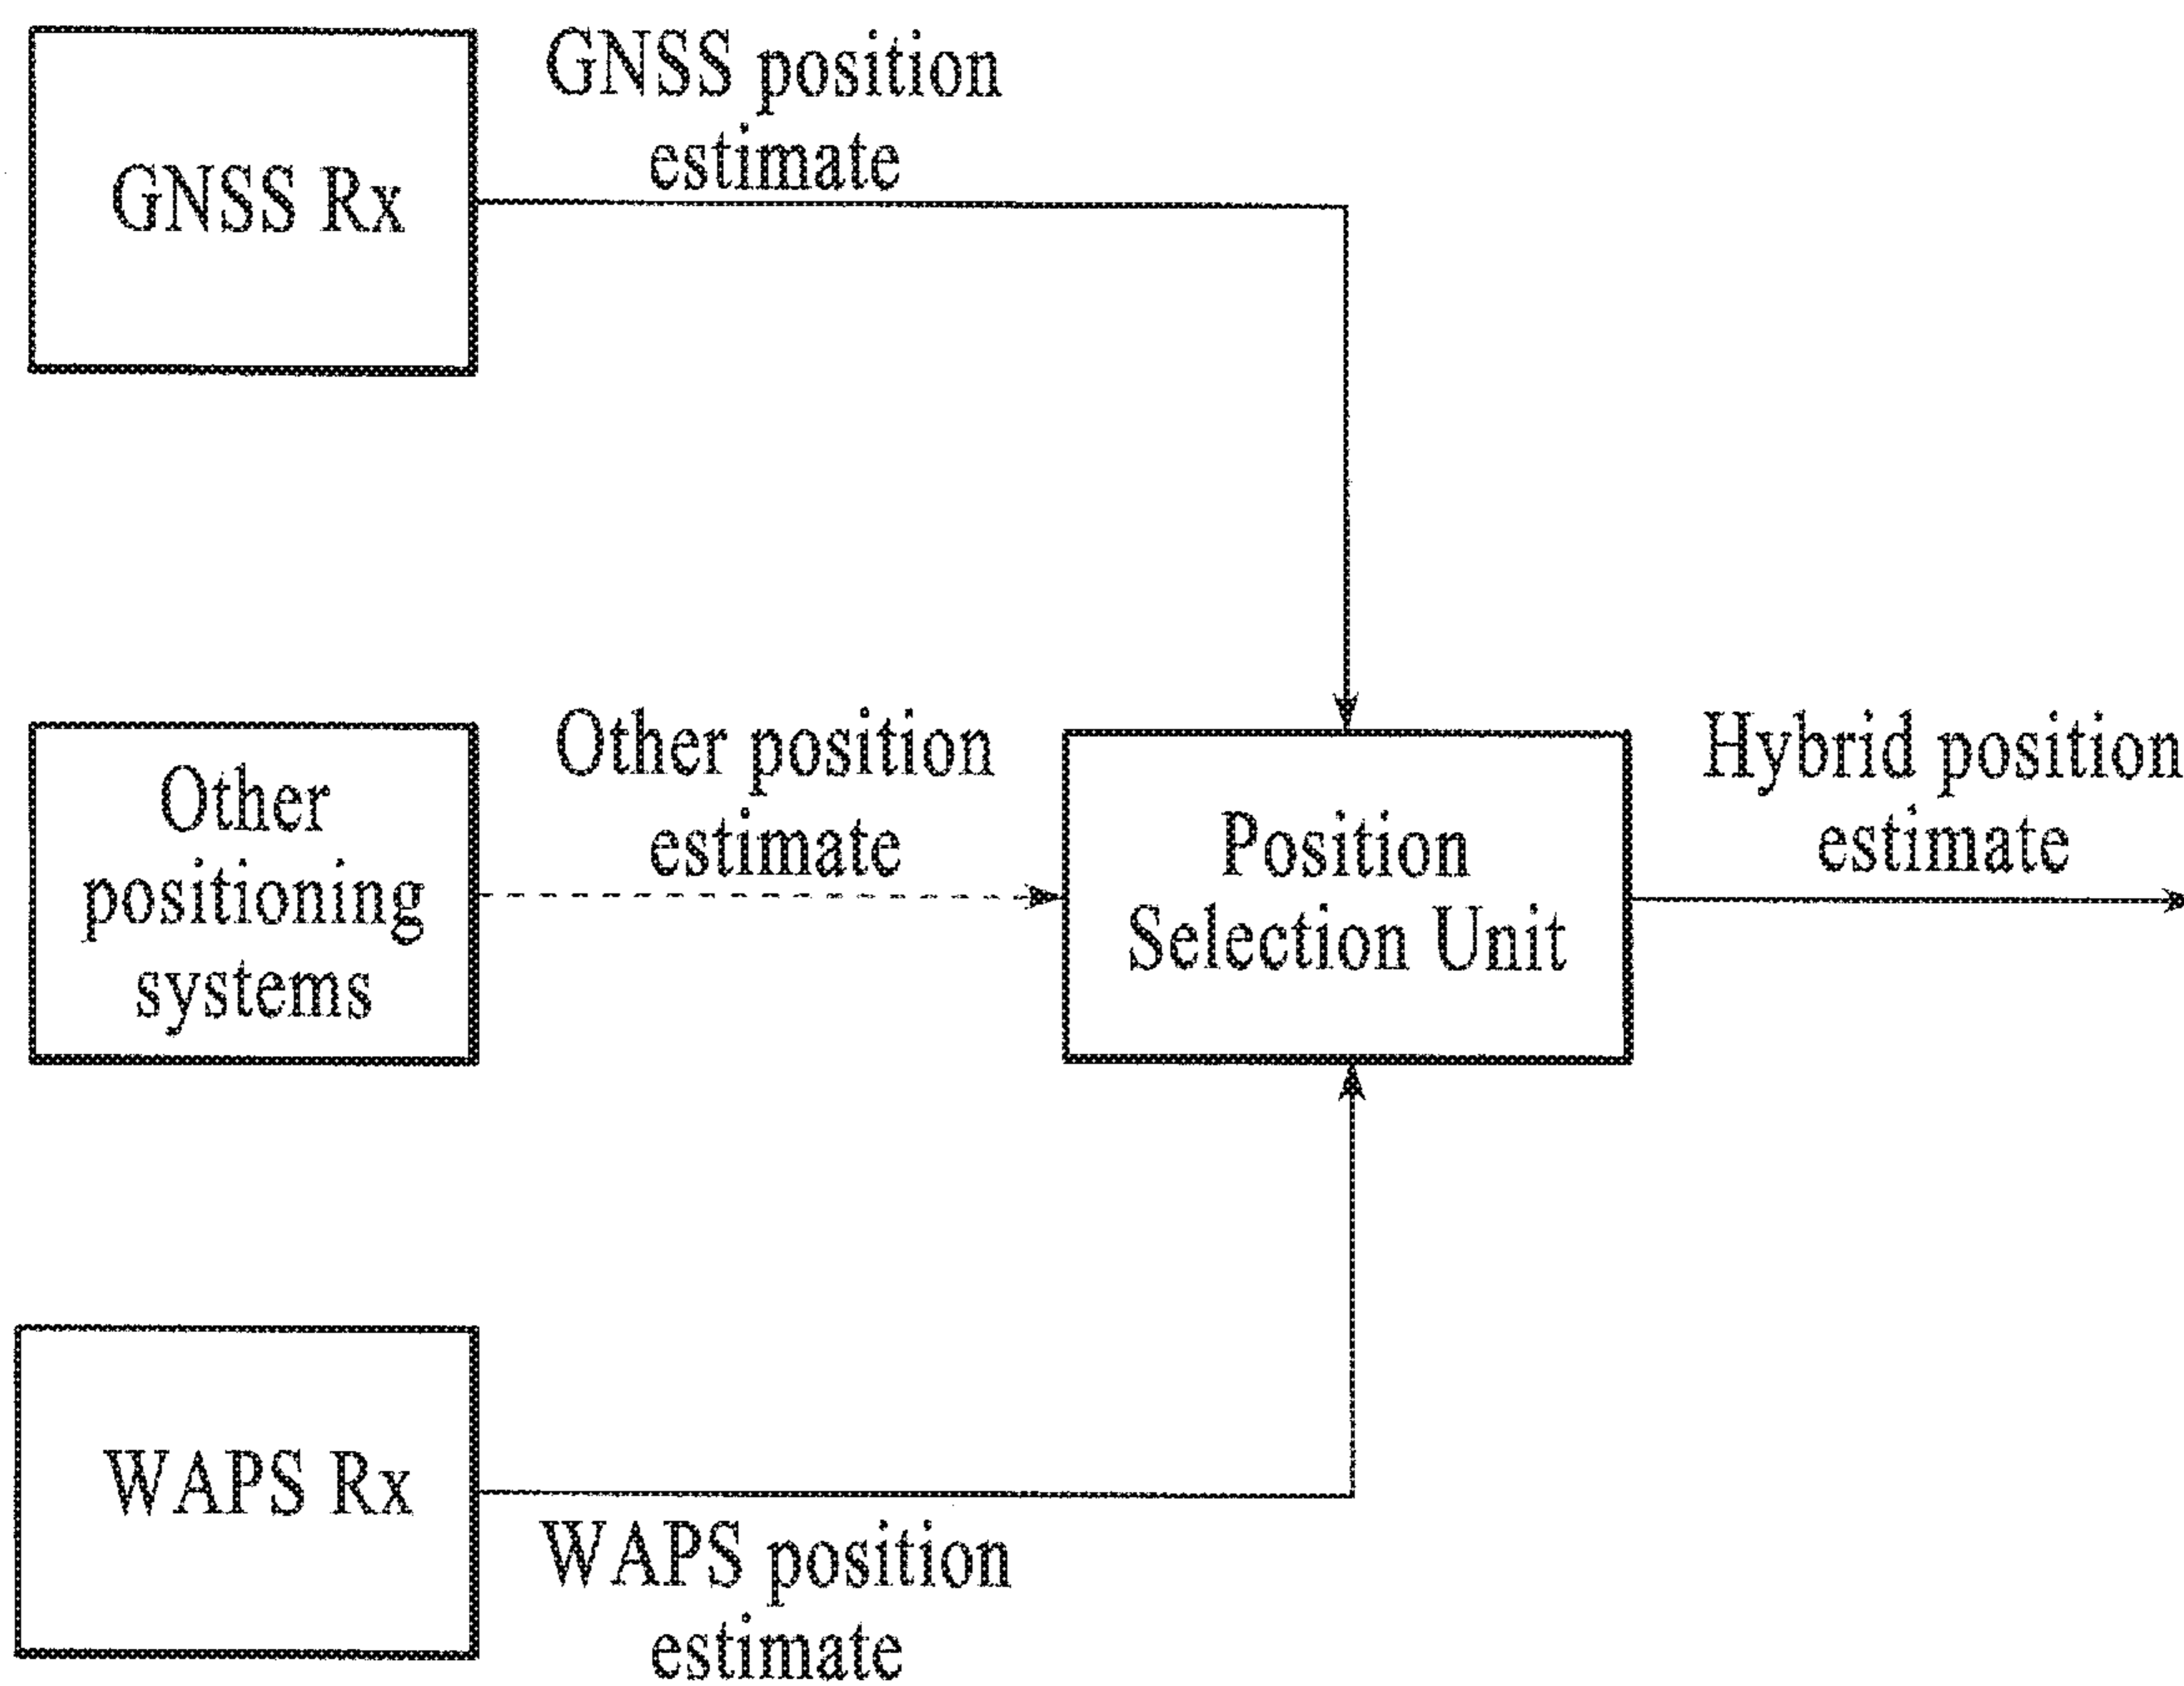 GNSS position
estimate
GNSS Rx
Other position
estimate
Other
positioning
systems
Position
Selection Unit
Hybrid position
estimate
WAPS Rx
WAPS position
estimate